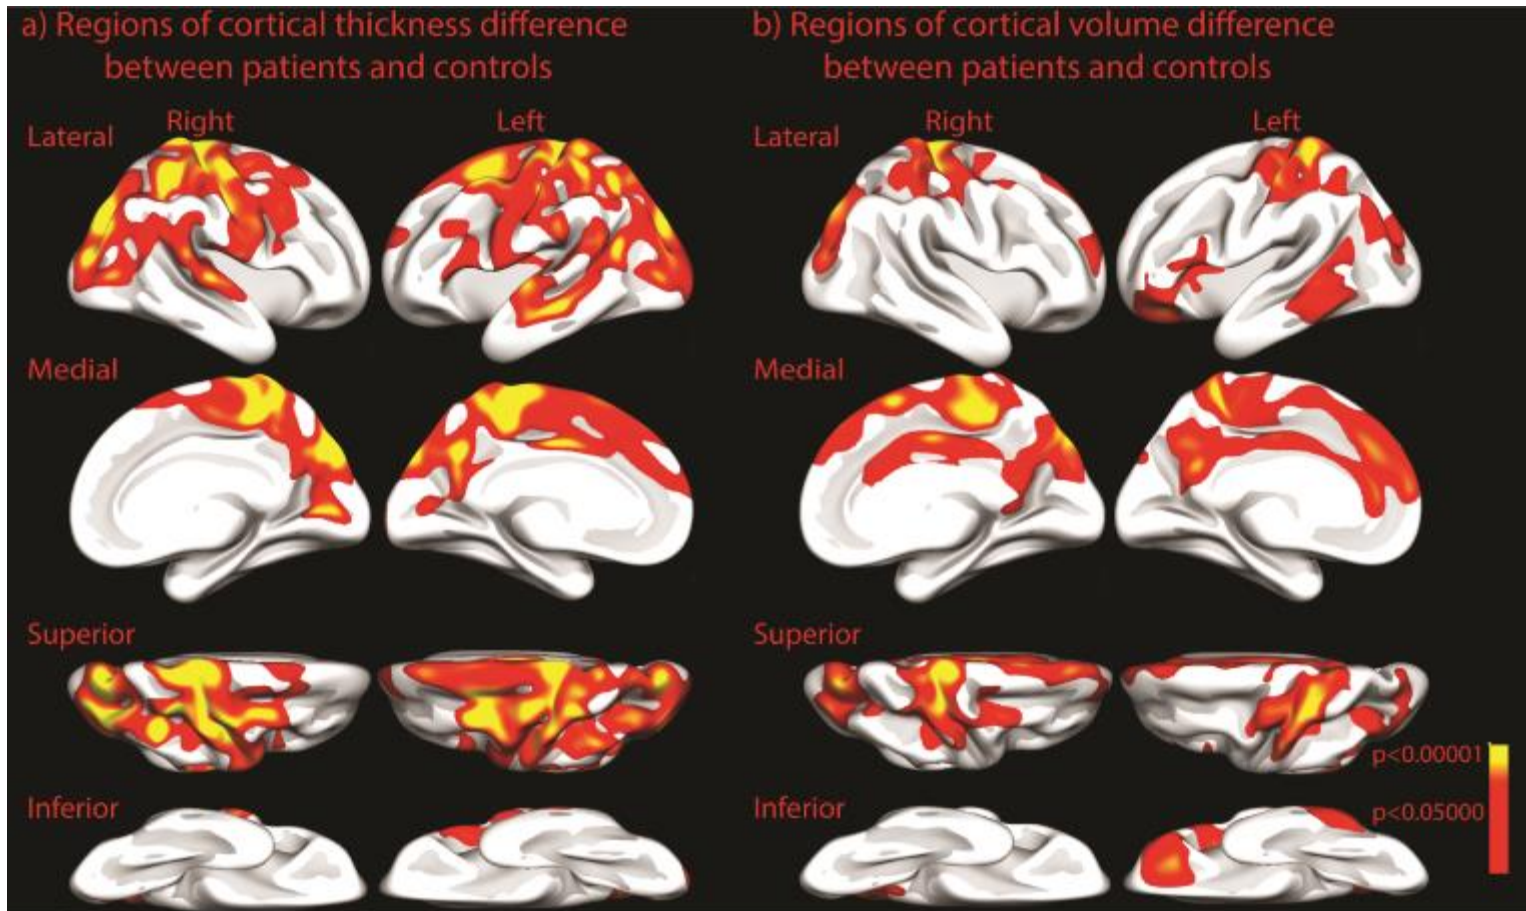 a) Regions of cortical thickness difference
between patients and controls
Right
Left
Lateral
Medial
Superior
Inferior
b) Regions of cortical volume difference
between patients and controls
Right
Left
Lateral
Medial
Superior
Inferior
p<0.00001
p<0.05000